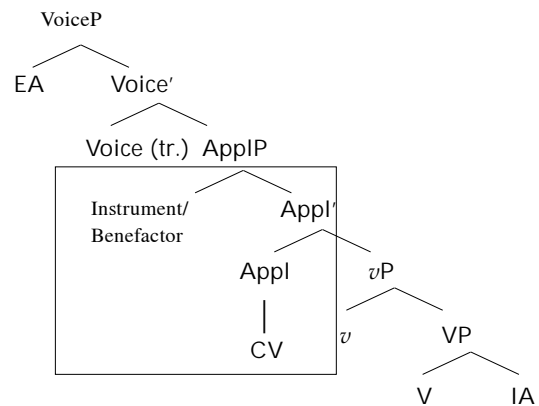 VoiceP
EA Voice′
Voice (tr.) ApplP
Instrument/
Benefactor
Appl′
Appl vP
CV v VP
V IA